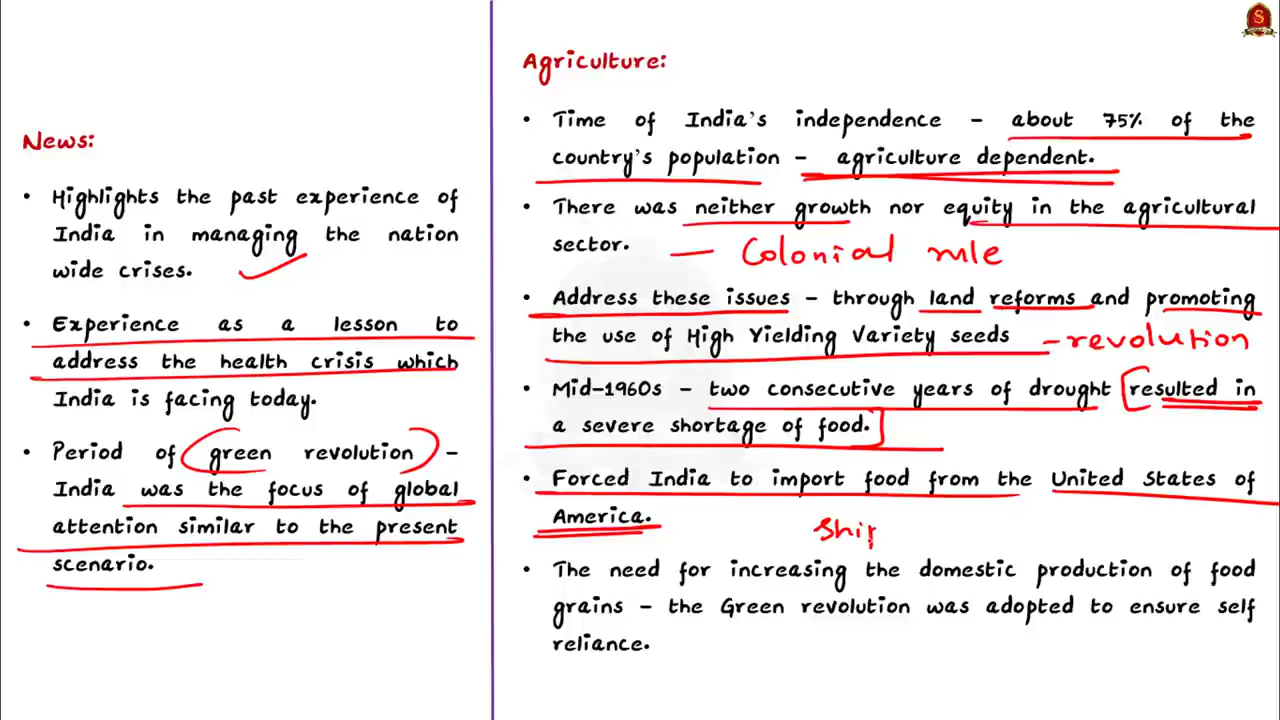 News:
• Highlights the past experience of
India in managing the nation
wide crises.
• Experience as a lesson to
address the health crisis which
India is facing today.
• Period of green revolution -
India was the focus of global
attention similar to the present
scenario.
Agriculture:
• Time of India's independence - about 75% of the
country's population - agriculture dependent.
• There was neither growth nor equity in the agricultural
sector. — Colonial rule
• Address these issues - through land reforms and promoting
the use of High Yielding Variety seeds - revolution
• Mid-1960s - two consecutive years of drought [resulted in
a severe shortage of food.]
• Forced India to import food from the United States of
America.
Ship
• The need for increasing the domestic production of food
grains - the Green revolution was adopted to ensure self
reliance.
S